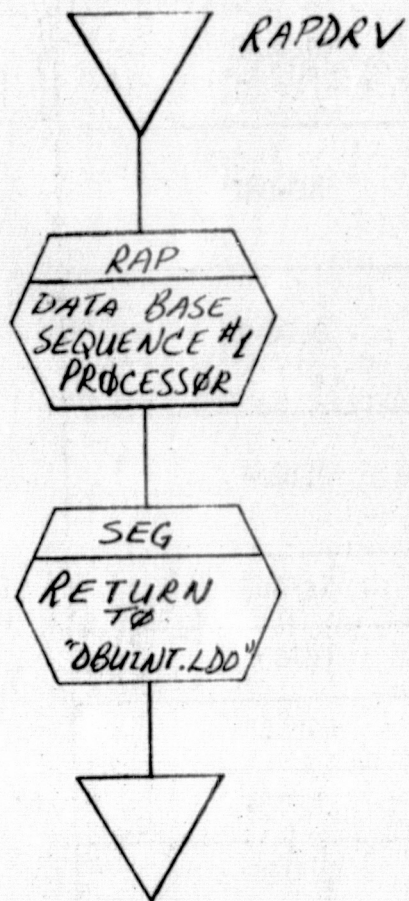 RAPDRV
RAP
DATA BASE
SEQUENCE #1
PRØCESSØR
SEG
RETURN
TØ
"DBUINT.LDO"